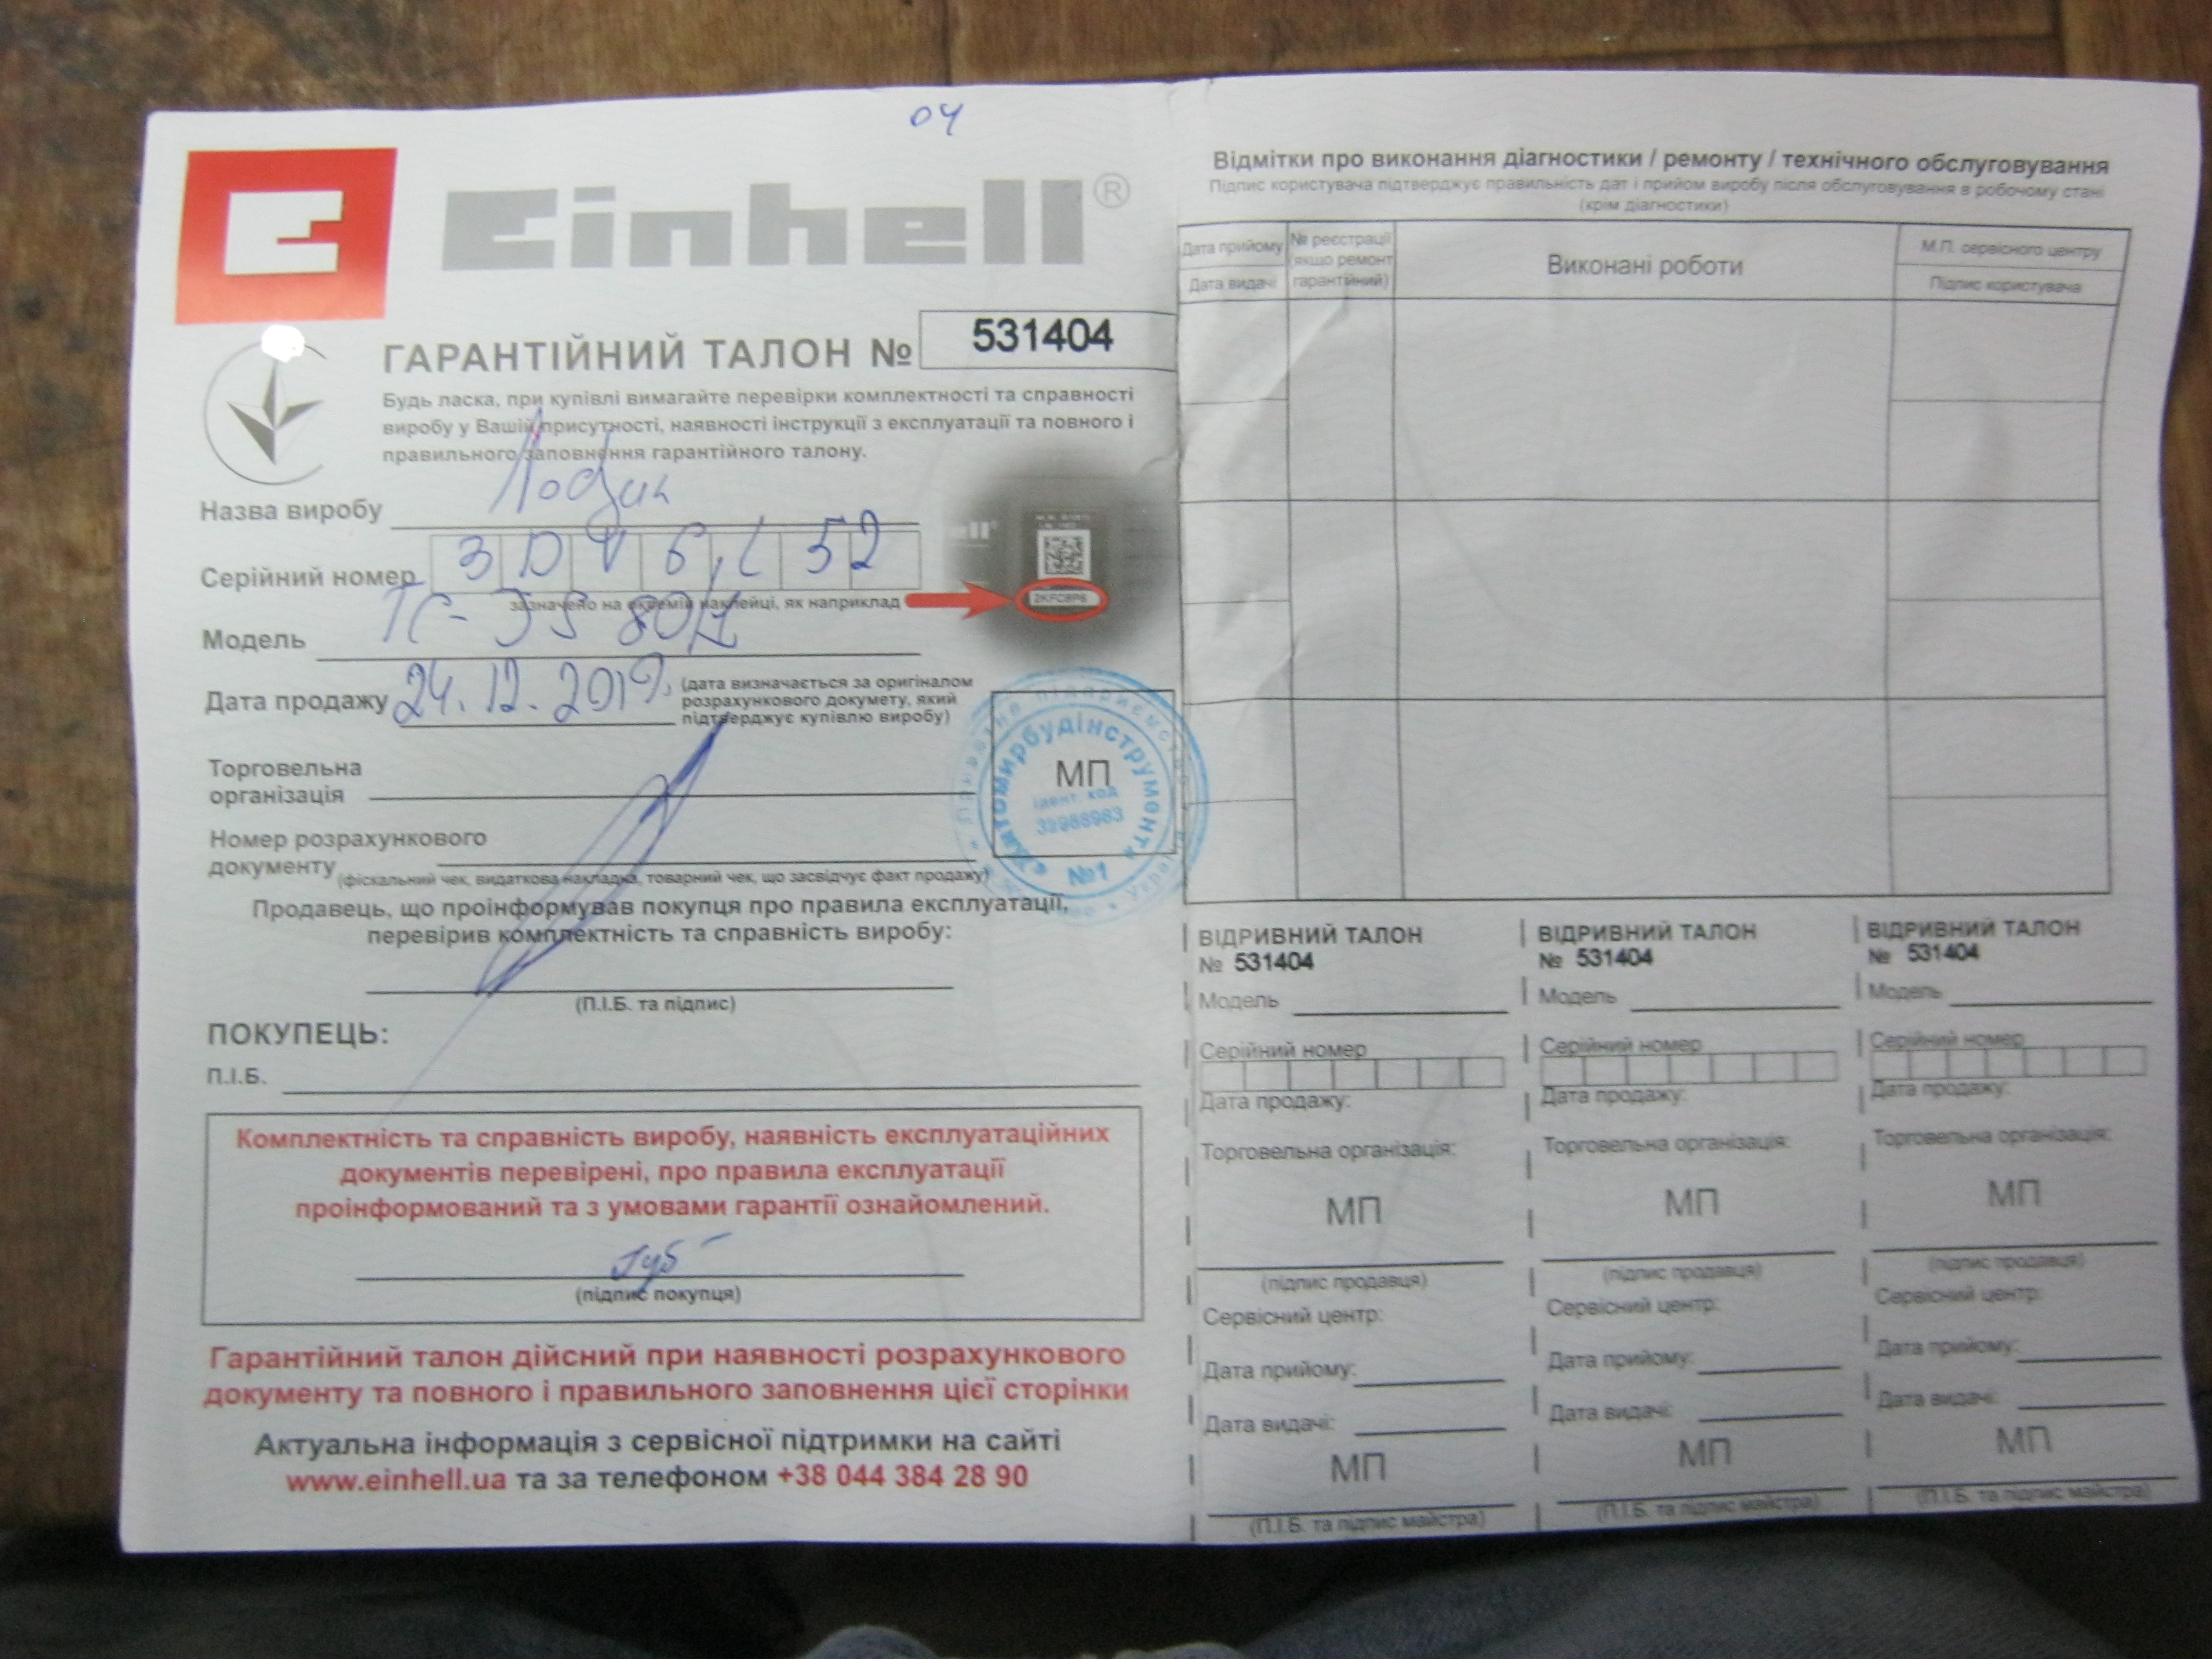 04
Einhell®
ГАРАНТІЙНИЙ ТАЛОН № 531404
Будь ласка, при купівлі вимагайте перевірки комплектності та справності
виробу у Вашій присутності, наявності інструкції з експлуатації та повного і
правильного заповнення гарантійного талону.
Назва виробу Лобзик
Серійний номер
зазначено на окремій наклейці, як наприклад
Модель TC-JS 80/1
Дата продажу 24.12.2019
(дата визначається за оригіналом
розрахункового докумету, який
підтверджує купівлю виробу)
Торговельна
організація
Номер розрахункового
документу
(фіскальний чек, видаткова накладка, товарний чек, що засвідчує факт продажу)
МП
Житомирбудінструмент
Ідент. код
№1
Продавець, що проінформував покупця про правила експлуатації,
перевірив комплектність та справність виробу:
(П.І.Б. та підпис)
ПОКУПЕЦЬ:
П.І.Б.
Комплектність та справність виробу, наявність експлуатаційних
документів перевірені, про правила експлуатації
проінформований та з умовами гарантії ознайомлений.
(підпис покупця)
Гарантійний талон дійсний при наявності розрахункового
документу та повного і правильного заповнення цієї сторінки
Актуальна інформація з сервісної підтримки на сайті
www.einhell.ua та за телефоном +38 044 384 28 90
Відмітки про виконання діагностики / ремонту / технічного обслуговування
Підпис користувача підтверджує правильність дат і прийом виробу після обслуговування в робочому стані
(крім діагностики)
Дата прийому
Дата видачі
№ реєстрації
(якщо ремонт
гарантійний)
Виконані роботи
М.П. сервісного центру
Підпис користувача
ВІДРИВНИЙ ТАЛОН
№ 531404
Модель
Серійний номер
Дата продажу:
Торговельна організація:
МП
(підпис продавця)
Сервісний центр:
Дата прийому:
Дата видачі:
МП
(П.І.Б. та підпис майстра)
ВІДРИВНИЙ ТАЛОН
№ 531404
Модель
Серійний номер
Дата продажу:
Торговельна організація:
МП
(підпис продавця)
Сервісний центр:
Дата прийому:
Дата видачі:
МП
(П.І.Б. та підпис майстра)
ВІДРИВНИЙ ТАЛОН
№ 531404
Модель
Серійний номер
Дата продажу:
Торговельна організація:
МП
(підпис продавця)
Сервісний центр:
Дата прийому:
Дата видачі:
МП
(П.І.Б. та підпис майстра)